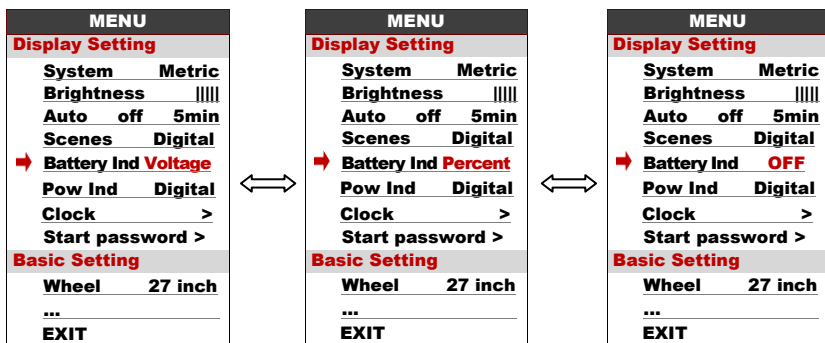 MENU
Display Setting
System Metric
Brightness |||||
Auto off 5min
Scenes Digital
Battery Ind Voltage
Pow Ind Digital
Clock >
Start password >
Basic Setting
Wheel 27 inch
...
EXIT
MENU
Display Setting
System Metric
Brightness |||||
Auto off 5min
Scenes Digital
Battery Ind Percent
Pow Ind Digital
Clock >
Start password >
Basic Setting
Wheel 27 inch
...
EXIT
MENU
Display Setting
System Metric
Brightness |||||
Auto off 5min
Scenes Digital
Battery Ind OFF
Pow Ind Digital
Clock >
Start password >
Basic Setting
Wheel 27 inch
...
EXIT